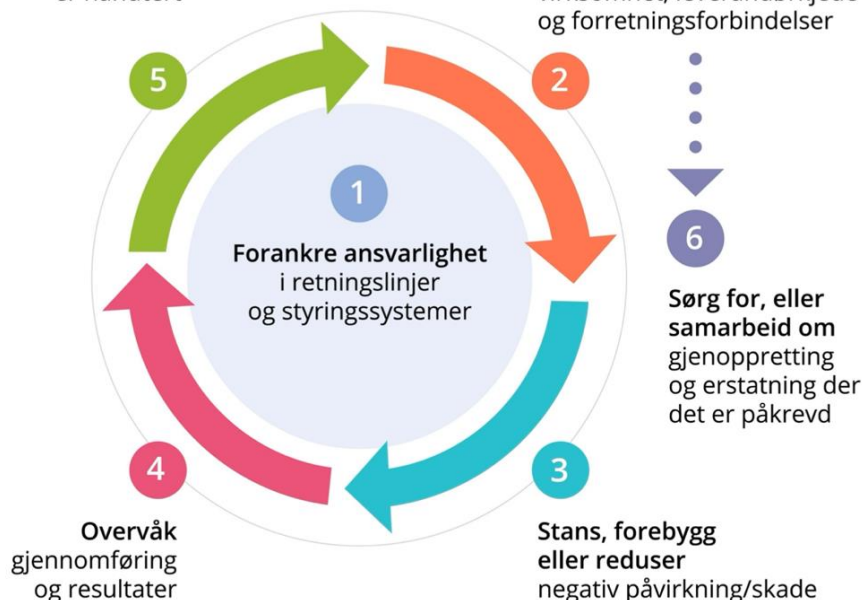 og forretningsforbindelser
5
2
1
Forankre ansvarlighet
i retningslinjer
og styringssystemer
6
Sørg for, eller
samarbeid om
gjenoppretting
og erstatning der
det er påkrevd
4
Overvåk
gjennomføring
og resultater
3
Stans, forebygg
eller reduser
negativ påvirkning/skade